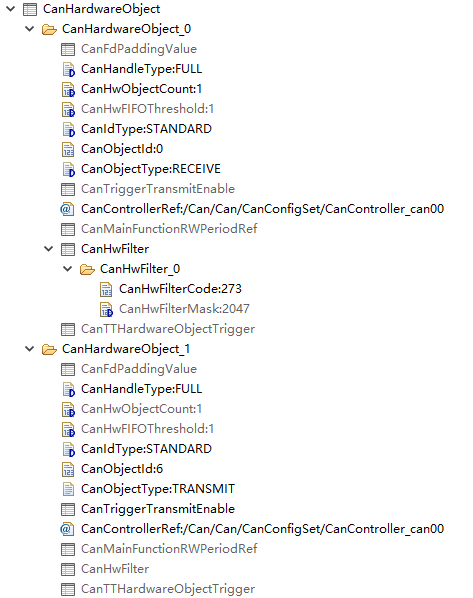 CanHardwareObject
CanHardwareObject_0
CanFdPaddingValue
CanHandleType:FULL
CanHwObjectCount:1
CanHwFIFOThreshold:1
CanIdType:STANDARD
CanObjectId:0
CanObjectType:RECEIVE
CanTriggerTransmitEnable
CanControllerRef:/Can/Can/CanConfigSet/CanController_can00
CanMainFunctionRWPeriodRef
CanHwFilter
CanHwFilter_0
CanHwFilterCode:273
CanHwFilterMask:2047
CanTTHardwareObjectTrigger
CanHardwareObject_1
CanFdPaddingValue
CanHandleType:FULL
CanHwObjectCount:1
CanHwFIFOThreshold:1
CanIdType:STANDARD
CanObjectId:6
CanObjectType:TRANSMIT
CanTriggerTransmitEnable
CanControllerRef:/Can/Can/CanConfigSet/CanController_can00
CanMainFunctionRWPeriodRef
CanHwFilter
CanTTHardwareObjectTrigger